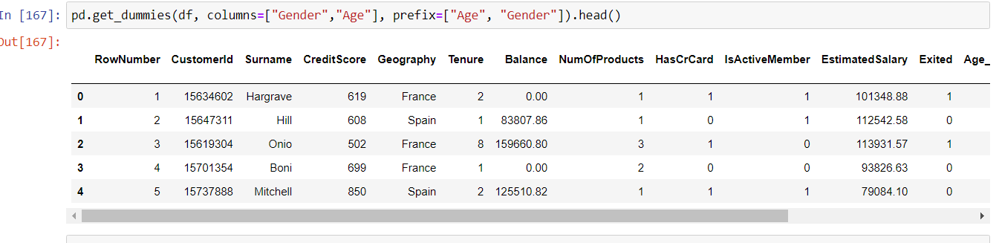 In [167]: pd.get_dummies(df, columns=["Gender","Age"], prefix=["Age", "Gender"]).head()
Out[167]:
RowNumber CustomerId Surname CreditScore Geography Tenure Balance NumOfProducts HasCrCard IsActiveMember EstimatedSalary Exited Age_
0 1 15634602 Hargrave 619 France 2 0.00 1 1 1 101348.88 1
1 2 15647311 Hill 608 Spain 1 83807.86 1 0 1 112542.58 0
2 3 15619304 Onio 502 France 8 159660.80 3 1 0 113931.57 1
3 4 15701354 Boni 699 France 1 0.00 2 0 0 93826.63 0
4 5 15737888 Mitchell 850 Spain 2 125510.82 1 1 1 79084.10 0